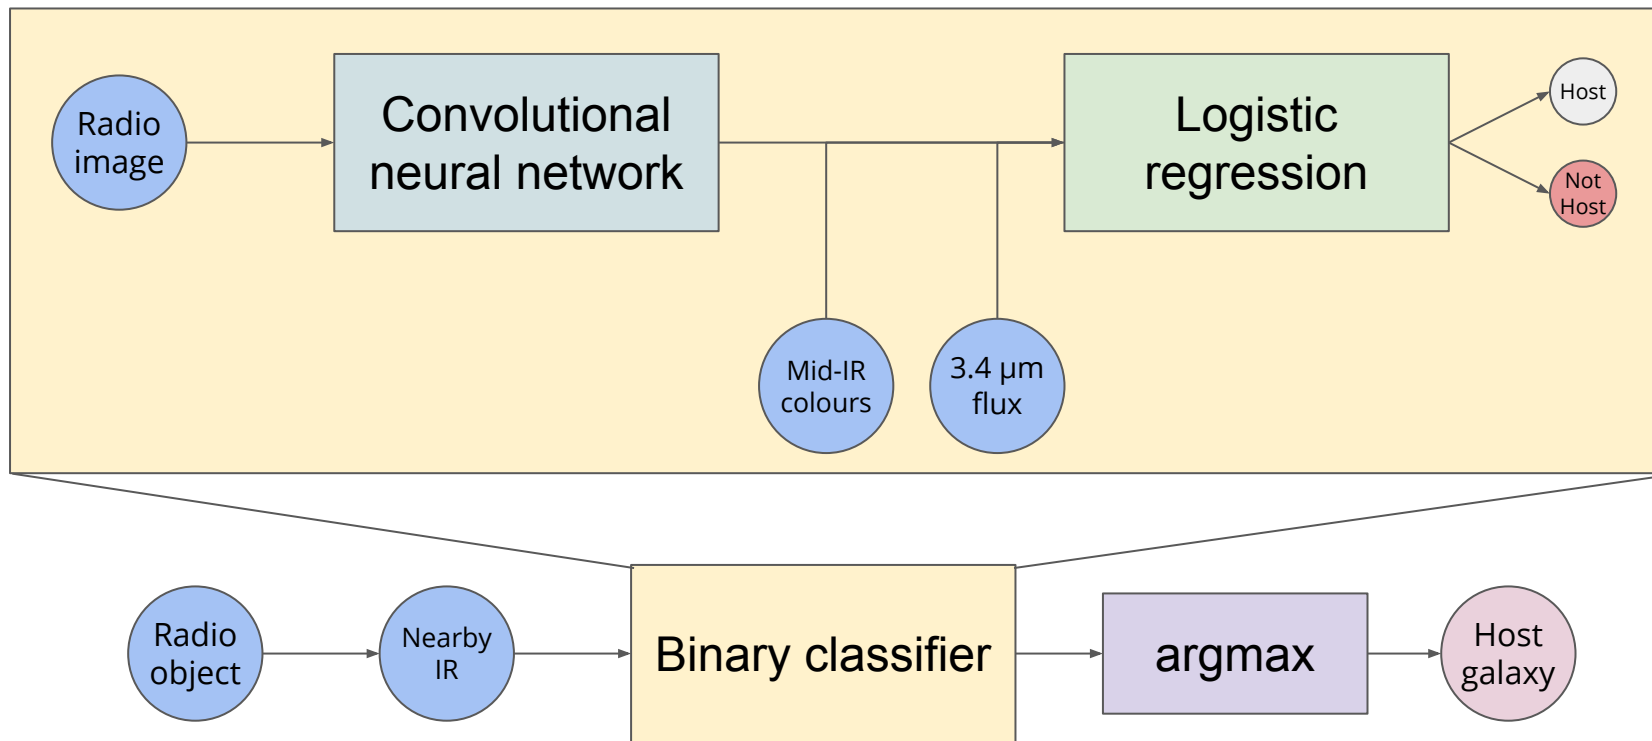 Radio
image
Convolutional
neural network
Logistic
regression
Host
Not
Host
Mid-IR
colours
3.4 µm
flux
Radio
object
Nearby
IR
Binary classifier
argmax
Host
galaxy